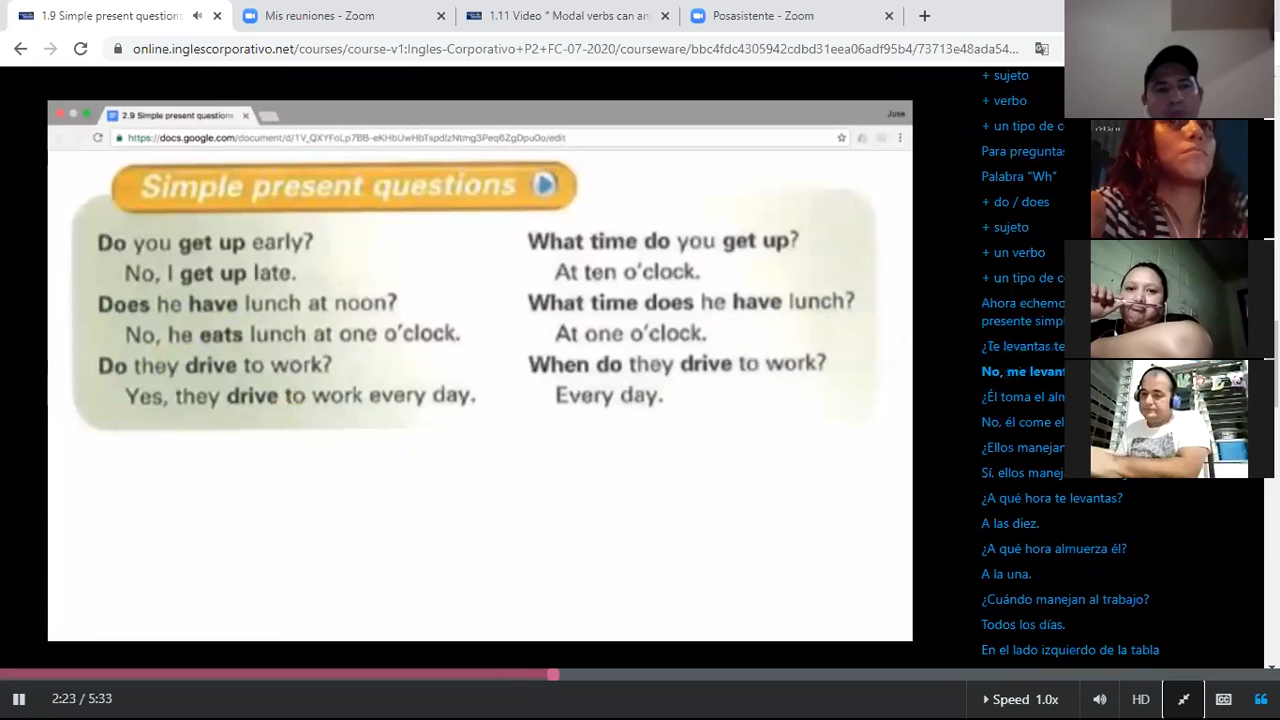 1.9 Simple present questions
Mis reuniones - Zoom
1.11 Video " Modal verbs can an
Posasistente - Zoom
online.inglescorporativo.net/courses/course-v1:Ingles-Corporativo+P2+FC-07-2020/courseware/bbc4fdc4305942cdbd31eea06adf95b4/73713e48ada54...
2.9 Simple present questions
Jose
Simple present questions
Do you get up early?
No, I get up late.
Does he have lunch at noon?
No, he eats lunch at one o'clock.
Do they drive to work?
Yes, they drive to work every day.
What time do you get up?
At ten o'clock.
What time does he have lunch?
At one o'clock.
When do they drive to work?
Every day.
+ sujeto
+ verbo
+ un tipo de c
Para preguntas
Palabra "Wh"
+ do / does
+ sujeto
+ un verbo
+ un tipo de c
Ahora echemo
presente simp
¿Te levantas te
No, me levan
¿Él toma el alm
No, él come el
¿Ellos manejan
Sí, ellos manej
¿A qué hora te levantas?
A las diez.
¿A qué hora almuerza él?
A la una.
¿Cuándo manejan al trabajo?
Todos los días.
En el lado izquierdo de la tabla
2:23 / 5:33
Speed 1.0x
HD